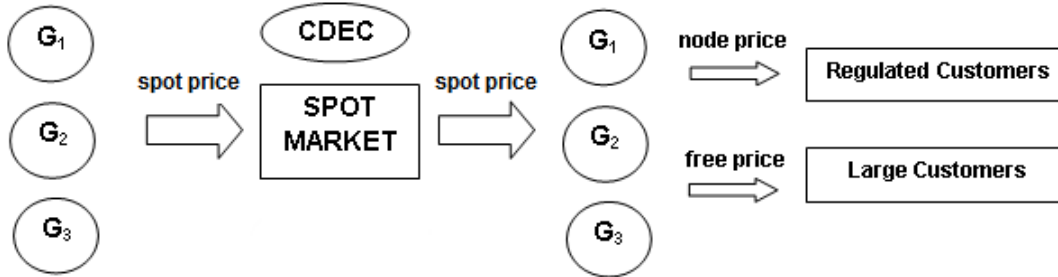 G₁
G₂
G₃
spot price
CDEC
SPOT
MARKET
spot price
G₁
G₂
G₃
node price
Regulated Customers
free price
Large Customers